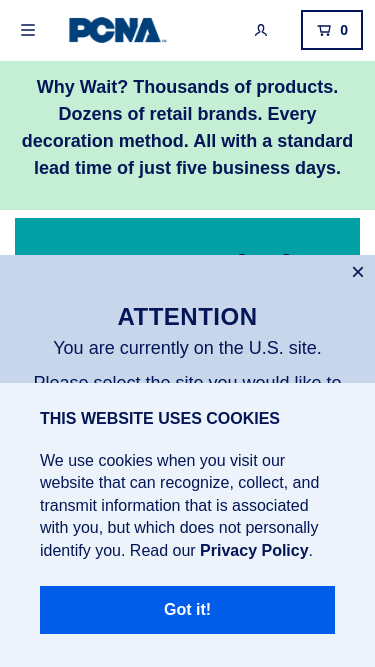 PCNA
0
Why Wait? Thousands of products.
Dozens of retail brands. Every
decoration method. All with a standard
lead time of just five business days.
ATTENTION
You are currently on the U.S. site.
Please select the site you would like to
THIS WEBSITE USES COOKIES
We use cookies when you visit our
website that can recognize, collect, and
transmit information that is associated
with you, but which does not personally
identify you. Read our Privacy Policy.
Got it!